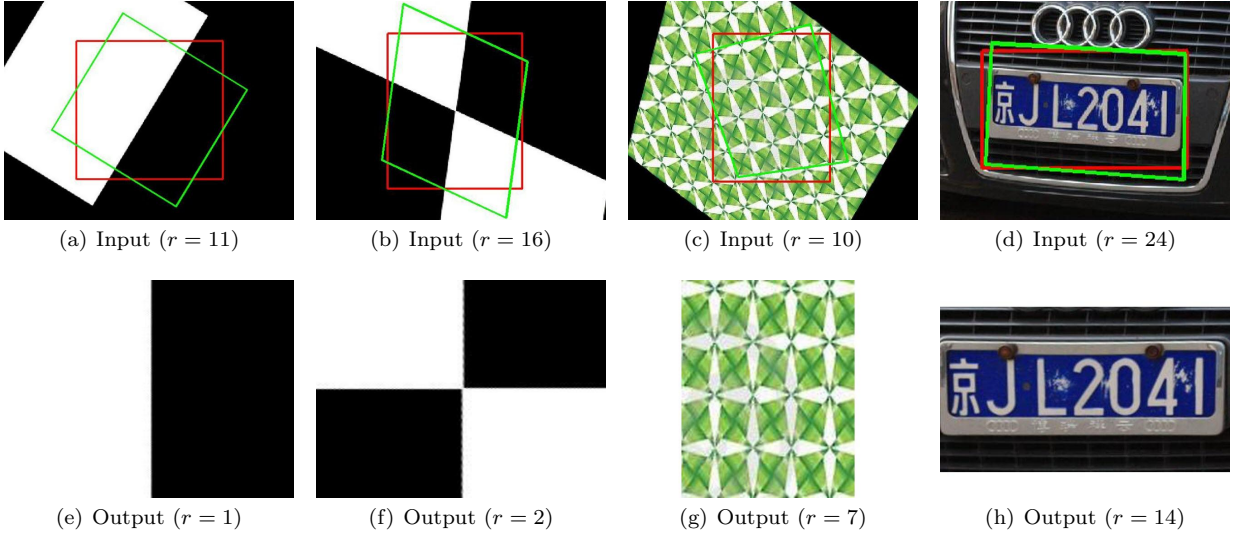 京JL2041
(a) Input (r = 11)
(b) Input (r = 16)
(c) Input (r = 10)
(d) Input (r = 24)
京JL2041
(e) Output (r = 1)
(f) Output (r = 2)
(g) Output (r = 7)
(h) Output (r = 14)